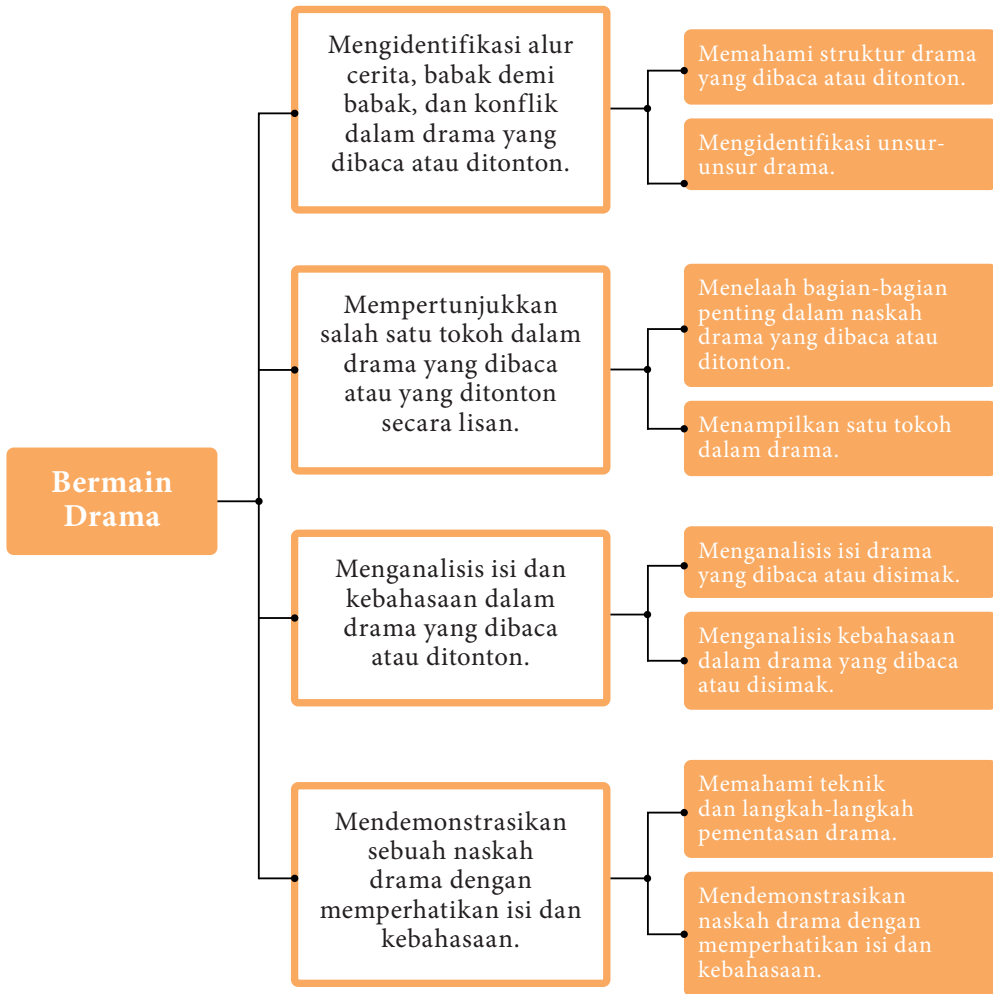 Bermain
Drama
Mengidentifikasi alur
cerita, babak demi
babak, dan konflik
dalam drama yang
dibaca atau ditonton.
Memahami struktur drama
yang dibaca atau ditonton.
Mengidentifikasi unsur-
unsur drama.
Mempertunjukkan
salah satu tokoh dalam
drama yang dibaca
atau yang ditonton
secara lisan.
Menelaah bagian-bagian
penting dalam naskah
drama yang dibaca atau
ditonton.
Menampilkan satu tokoh
dalam drama.
Menganalisis isi dan
kebahasaan dalam
drama yang dibaca
atau ditonton.
Menganalisis isi drama
yang dibaca atau disimak.
Menganalisis kebahasaan
dalam drama yang dibaca
atau disimak.
Mendemonstrasikan
sebuah naskah
drama dengan
memperhatikan isi dan
kebahasaan.
Memahami teknik
dan langkah-langkah
pementasan drama.
Mendemonstrasikan
naskah drama dengan
memperhatikan isi dan
kebahasaan.